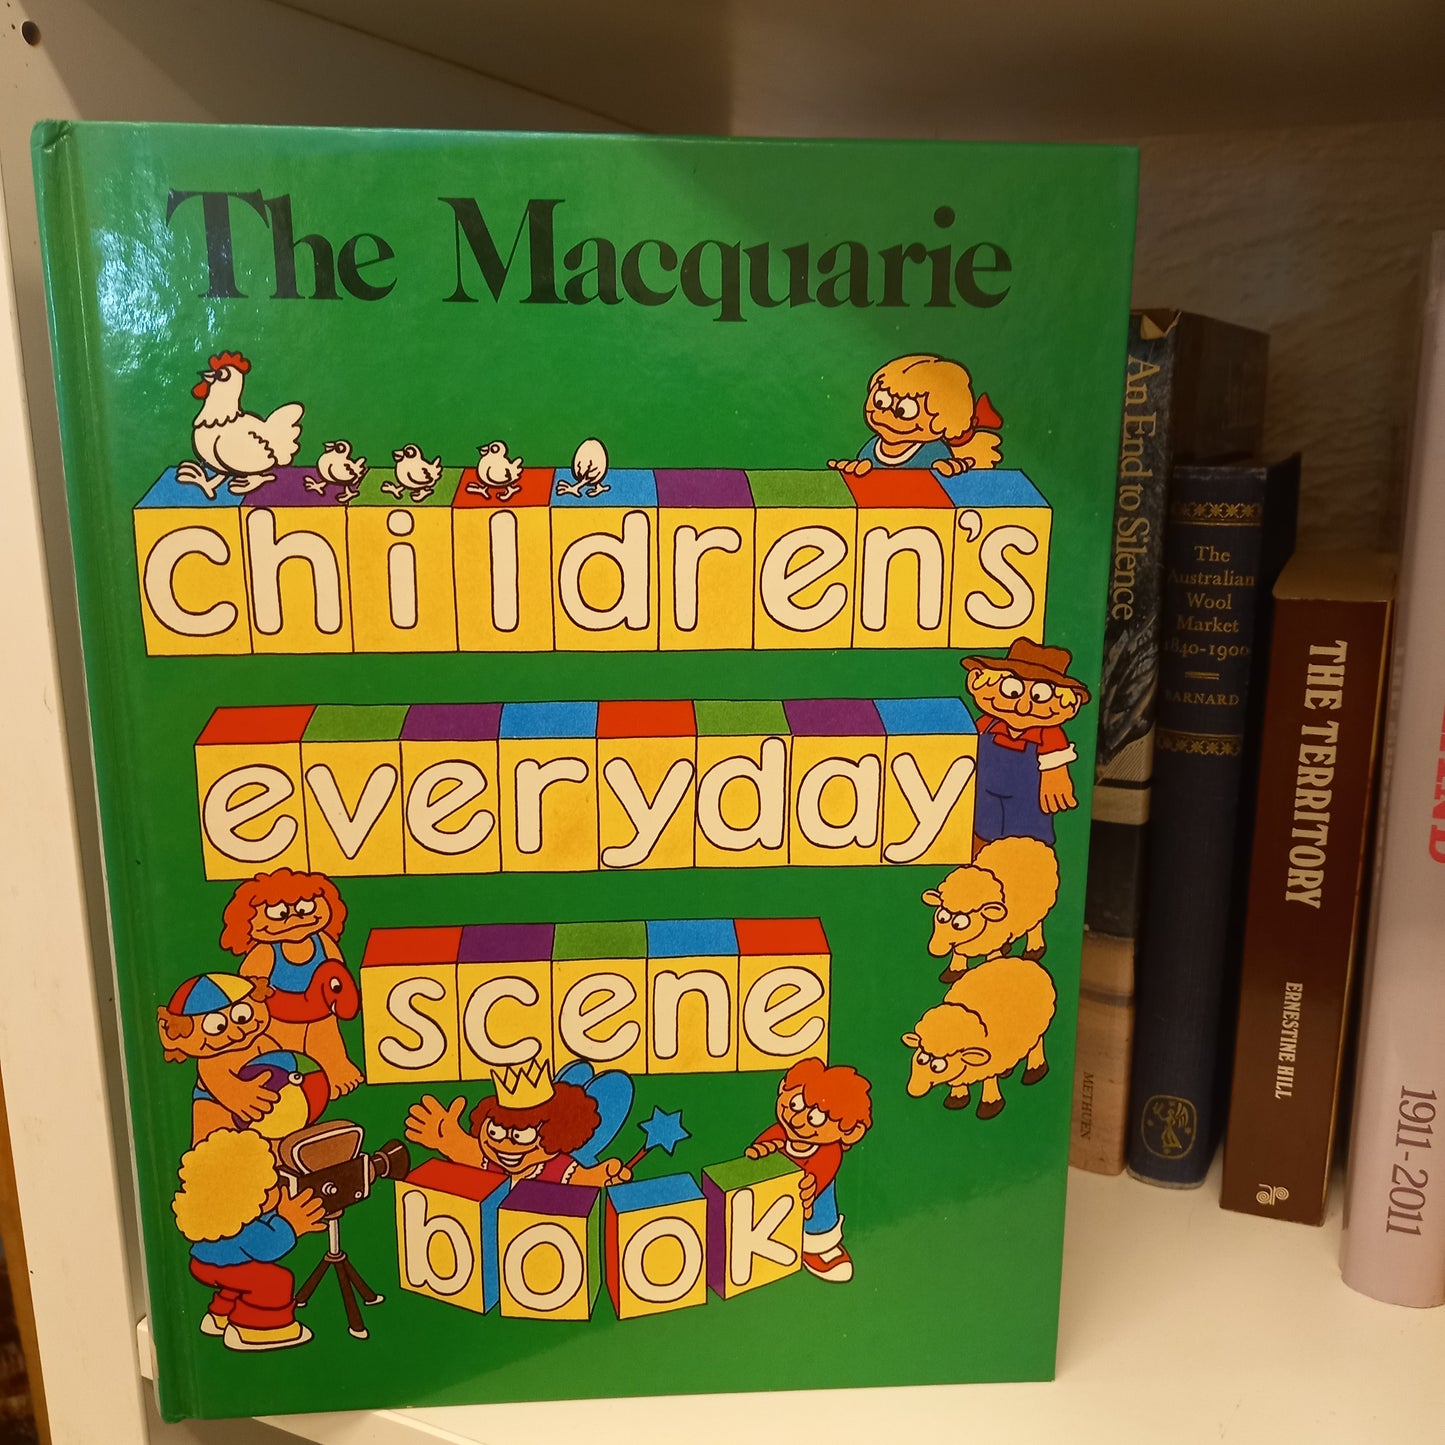 The Macquarie
children's
everyday
scene
book
An End to Silence
METHUEN
The
Australian
Wool
Market
1840-1900
BARNARD
THE TERRITORY
ERNESTINE HILL
1911-2011